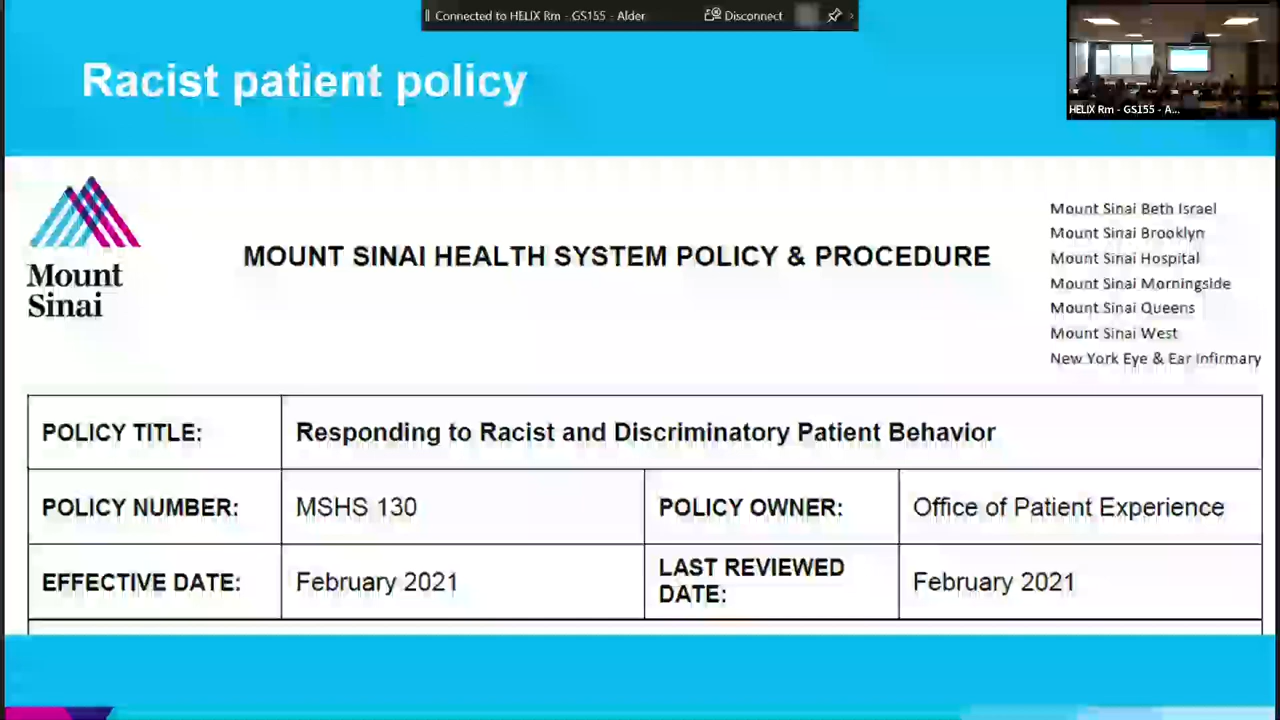 Connected to HELIX Rm - GS155 - Alder
Disconnect
Racist patient policy
HELIX Rm - GS155 - A...
Mount
Sinai
MOUNT SINAI HEALTH SYSTEM POLICY & PROCEDURE
Mount Sinai Beth Israel
Mount Sinai Brooklyn
Mount Sinai Hospital
Mount Sinai Morningside
Mount Sinai Queens
Mount Sinai West
New York Eye & Ear Infirmary
POLICY TITLE: Responding to Racist and Discriminatory Patient Behavior
POLICY NUMBER: MSHS 130 POLICY OWNER: Office of Patient Experience
EFFECTIVE DATE: February 2021 LAST REVIEWED DATE: February 2021